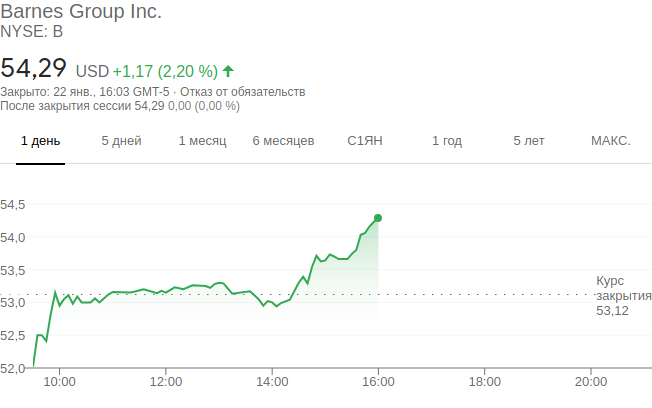 Barnes Group Inc.
NYSE: B
54,29 USD +1,17 (2,20 %)
Закрыто: 22 янв., 16:03 GMT-5 · Отказ от обязательств
После закрытия сессии 54,29 0,00 (0,00 %)
1 день 5 дней 1 месяц 6 месяцев С1ЯН 1 год 5 лет МАКС.
54,5
54,0
53,5
Курс
закрытия
53,12
53,0
52,5
52,0
10:00 12:00 14:00 16:00 18:00 20:00